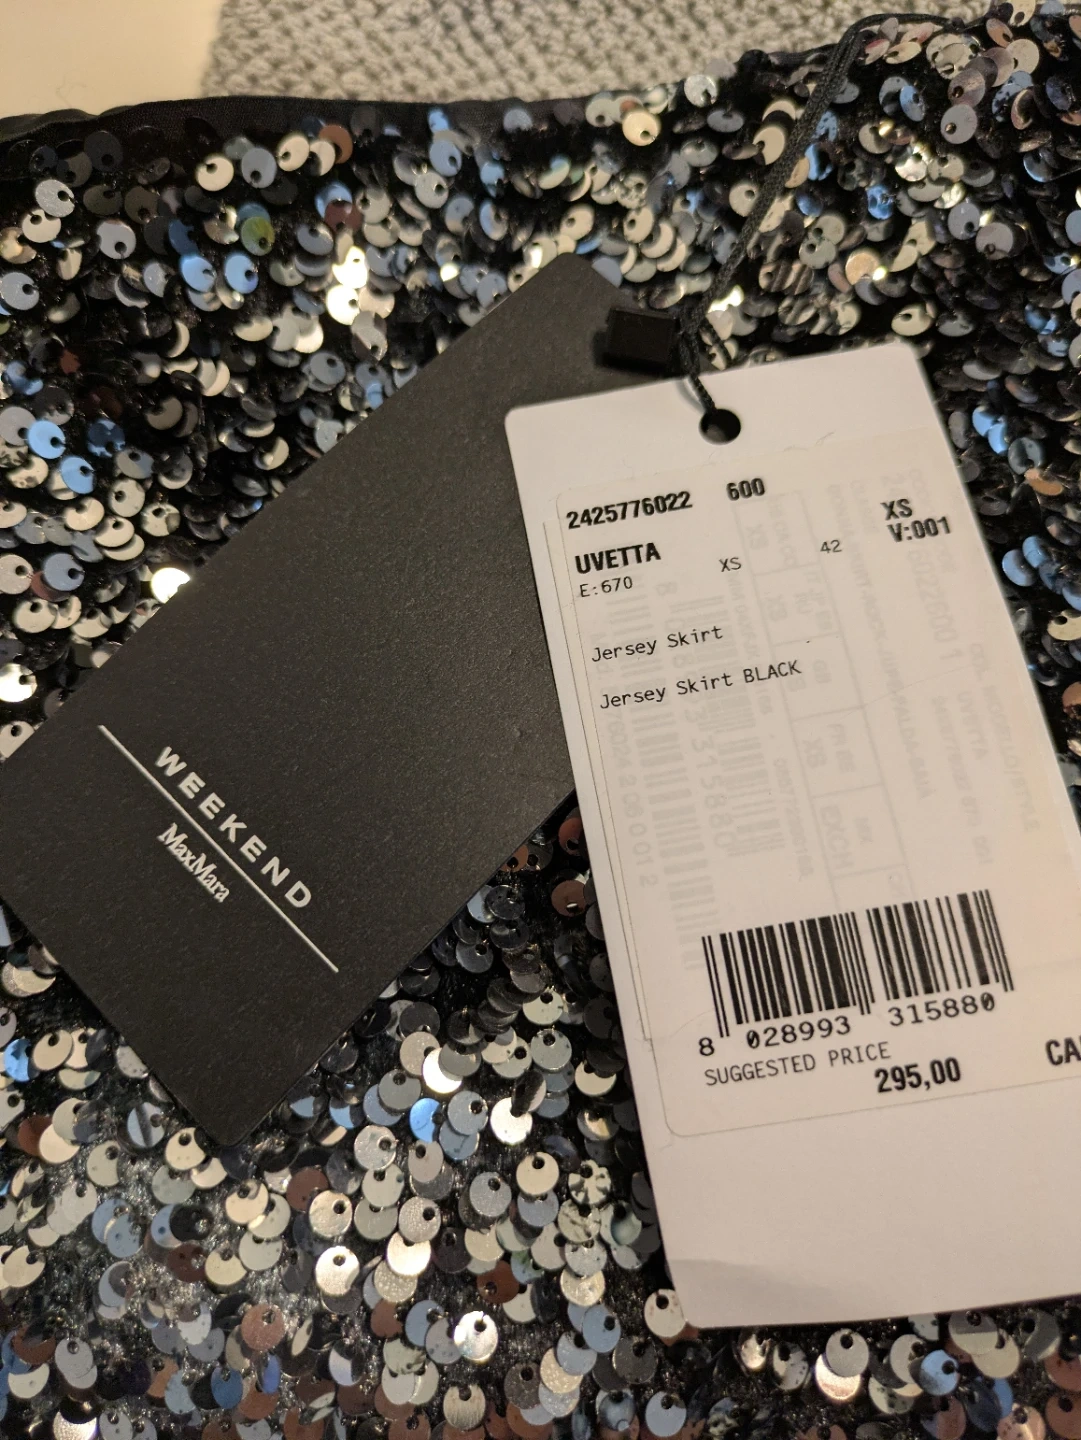 WEEKEND
MaxMara
2425776022 600 XS
V:001
UVETTA XS 42
E:670
Jersey Skirt
Jersey Skirt BLACK
8 028993 315880
SUGGESTED PRICE
295,00